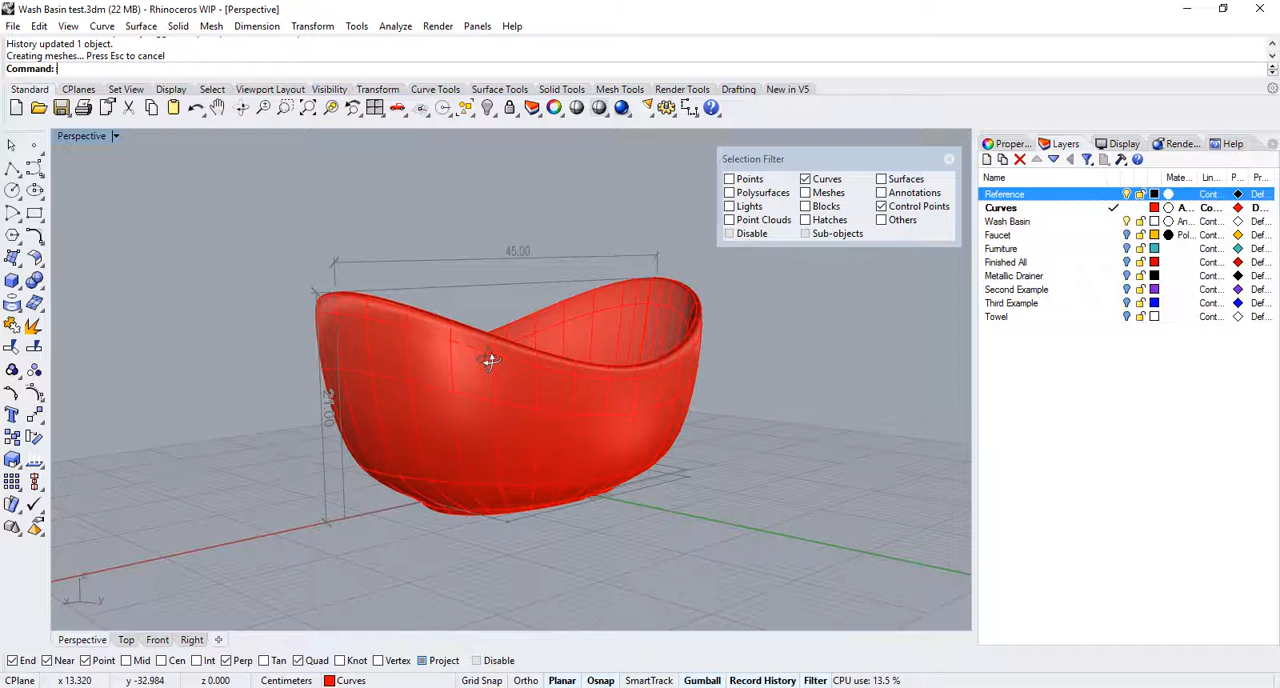 Wash Basin test.3dm (22 MB) - Rhinoceros WIP - [Perspective]
File Edit View Curve Surface Solid Mesh Dimension Transform Tools Analyze Render Panels Help
History updated 1 object.
Creating meshes... Press Esc to cancel
Command:
Standard CPlanes Set View Display Select Viewport Layout Visibility Transform Curve Tools Surface Tools Solid Tools Mesh Tools Render Tools Drafting New in V5
Perspective
Selection Filter
Points Curves Surfaces
Polysurfaces Meshes Annotations
Lights Blocks Control Points
Point Clouds Hatches Others
Disable Sub-objects
Proper... Layers Display Rende... Help
Name Mate... Lin... P... Pr...
Reference Cont... Def...
Curves A... Co... D...
Wash Basin An... Cont... Def...
Faucet Pol... Cont... Def...
Furniture Cont... Def...
Finished All Cont... Def...
Metallic Drainer Cont... Def...
Second Example Cont... Def...
Third Example Cont... Def...
Towel Cont... Def...
45.00
21.00
z
x y
Perspective Top Front Right
End Near Point Mid Cen Int Perp Tan Quad Knot Vertex Project Disable
CPlane x 13.320 y -32.984 z 0.000 Centimeters Curves Grid Snap Ortho Planar Osnap SmartTrack Gumball Record History Filter CPU use: 13.5 %